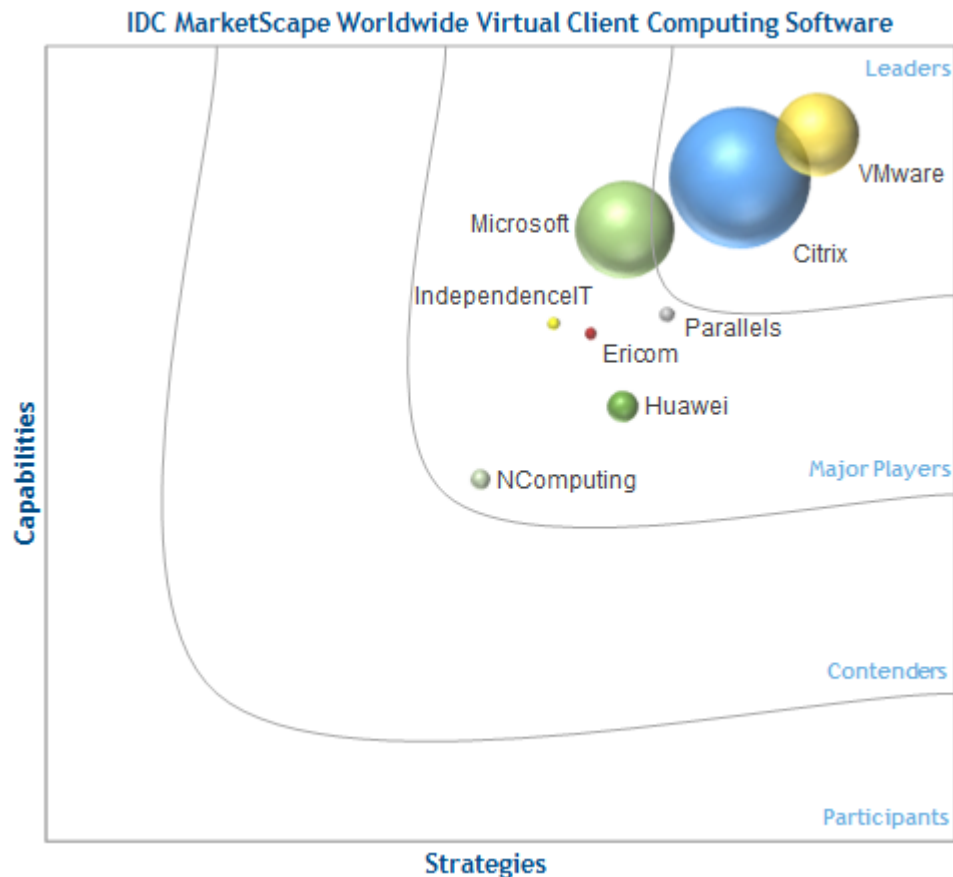 IDC MarketScape Worldwide Virtual Client Computing Software
Leaders
VMware
Microsoft
Citrix
IndependenceIT
Parallels
Ericom
Huawei
Major Players
NComputing
Capabilities
Contenders
Participants
Strategies